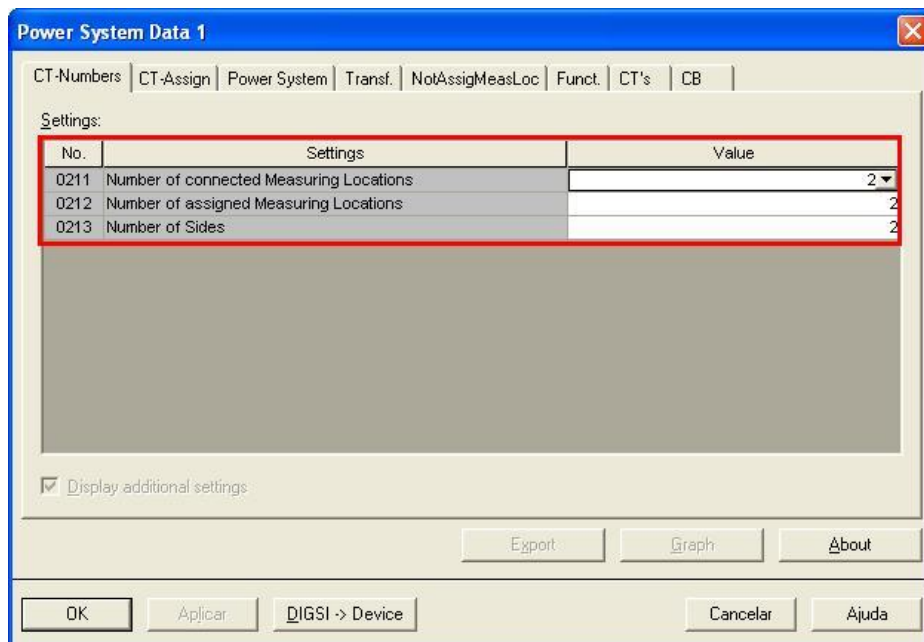 Power System Data 1
CT-Numbers CT-Assign Power System Transf. NotAssigMeasLoc Funct. CT's CB
Settings:
No. Settings Value
0211 Number of connected Measuring Locations 2
0212 Number of assigned Measuring Locations 2
0213 Number of Sides 2
Display additional settings
Export Graph About
OK Aplicar DIGSI -> Device Cancelar Ajuda